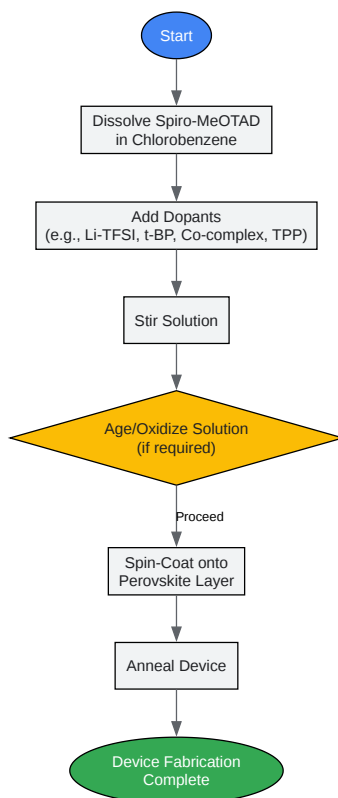 Start
Dissolve Spiro-MeOTAD
in Chlorobenzene
Add Dopants
(e.g., Li-TFSI, t-BP, Co-complex, TPP)
Stir Solution
Age/Oxidize Solution
(if required)
Proceed
Spin-Coat onto
Perovskite Layer
Anneal Device
Device Fabrication
Complete